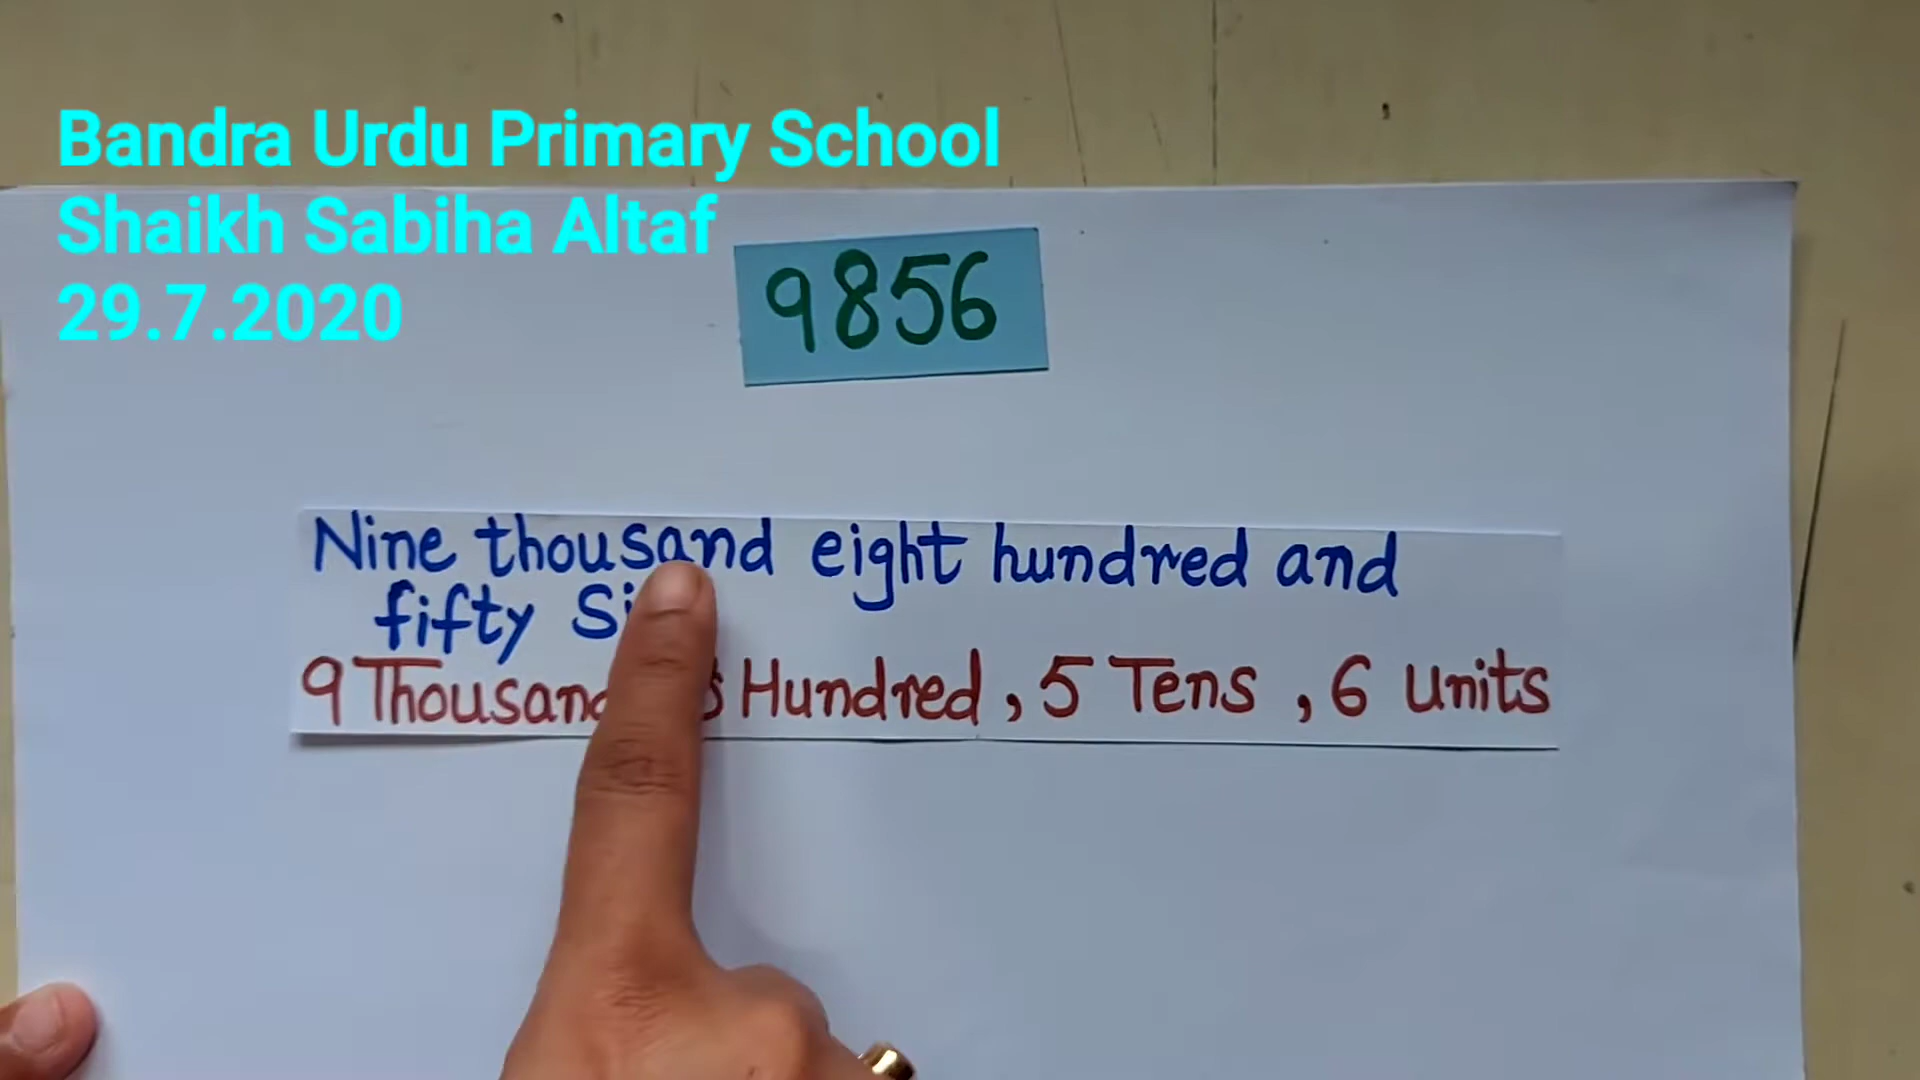 Bandra Urdu Primary School
Shaikh Sabiha Altaf
29.7.2020
9856
Nine thousand eight hundred and
fifty
9 Hundred, 5 Tens, 6 Units